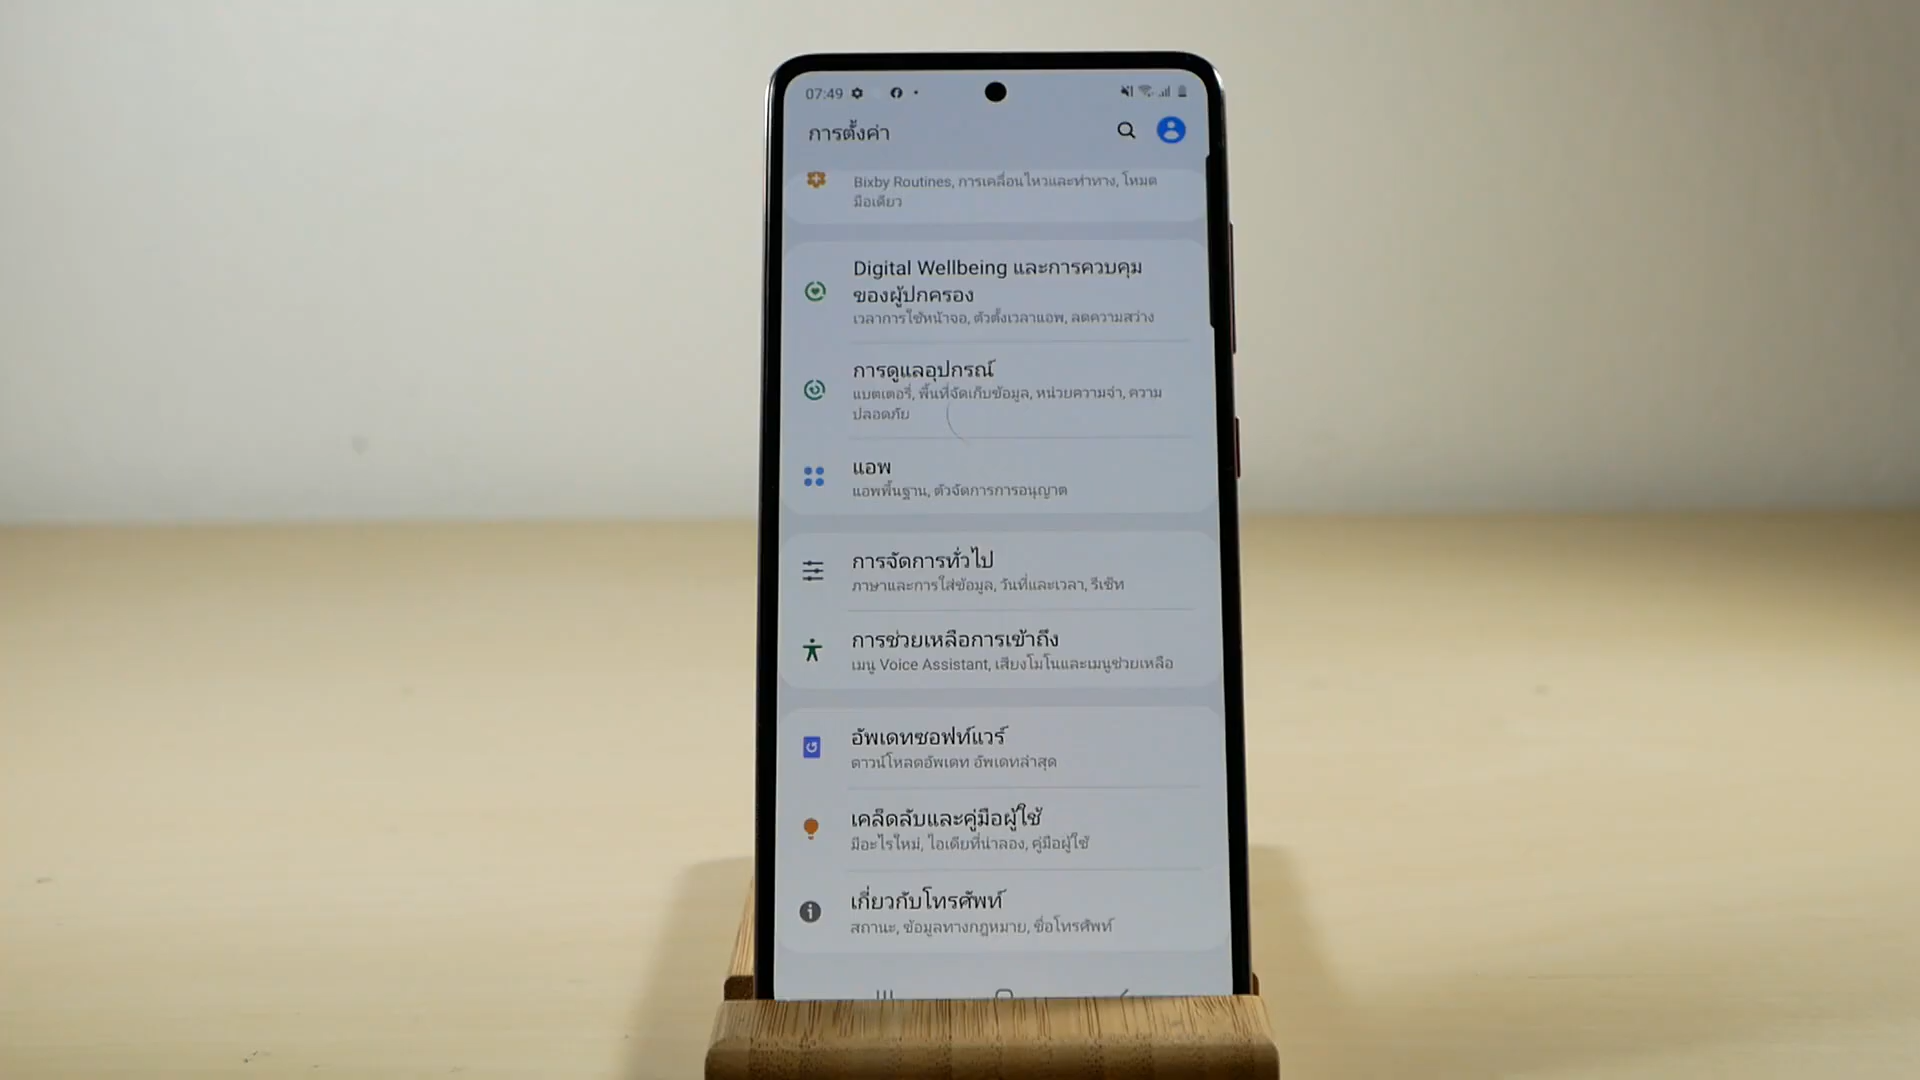 07:49
การตั้งค่า
Bixby Routines, การเคลื่อนไหวและท่าทาง, โหมด
มือเดียว
Digital Wellbeing และการควบคุม
ของผู้ปกครอง
เวลาการใช้หน้าจอ, ตัวตั้งเวลาแอพ, ลดความสว่าง
การดูแลอุปกรณ์
แบตเตอรี่, พื้นที่จัดเก็บข้อมูล, หน่วยความจำ, ความ
ปลอดภัย
แอพ
แอพพื้นฐาน, ตัวจัดการการอนุญาต
การจัดการทั่วไป
ภาษาและการใส่ข้อมูล, วันที่และเวลา, รีเซ็ท
การช่วยเหลือการเข้าถึง
เมนู Voice Assistant, เสียงโมโนและเมนูช่วยเหลือ
อัพเดทซอฟท์แวร์
ดาวน์โหลดอัพเดท อัพเดทล่าสุด
เคล็ดลับและคู่มือผู้ใช้
มีอะไรใหม่, ไอเดียที่น่าลอง, คู่มือผู้ใช้
เกี่ยวกับโทรศัพท์
สถานะ, ข้อมูลทางกฎหมาย, ชื่อโทรศัพท์